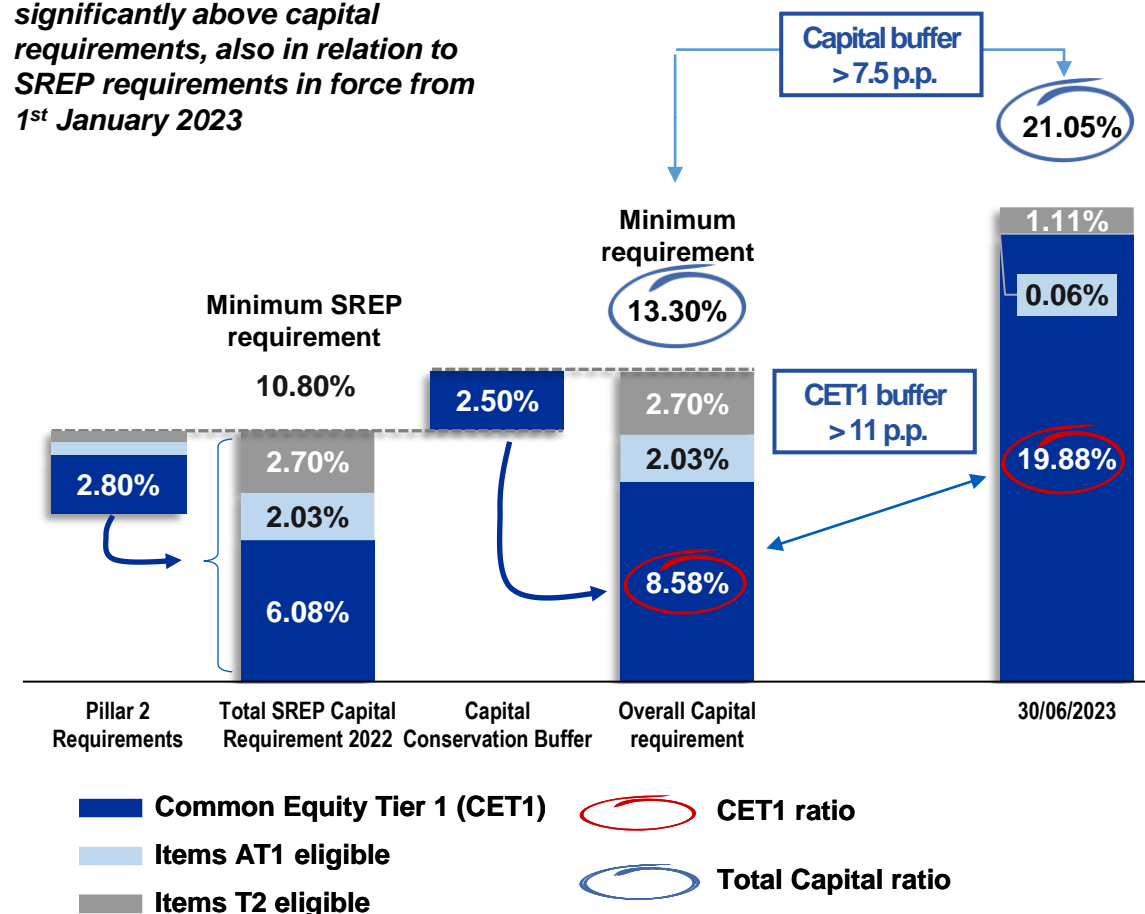 significantly above capital
requirements, also in relation to
SREP requirements in force from
1st January 2023
Capital buffer
> 7.5 p.p.
21.05%
Minimum
requirement
13.30%
Minimum SREP
requirement
10.80%
1.11%
0.06%
2.50%
2.70%
CET1 buffer
> 11 p.p.
2.80%
2.70%
2.03%
2.03%
19.88%
6.08%
8.58%
Pillar 2
Requirements
Total SREP Capital
Requirement 2022
Capital
Conservation Buffer
Overall Capital
requirement
30/06/2023
Common Equity Tier 1 (CET1)
CET1 ratio
Items AT1 eligible
Total Capital ratio
Items T2 eligible